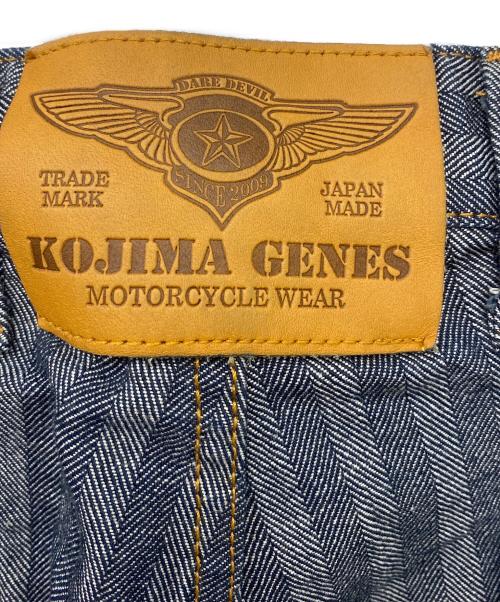 DARE DEVIL
SINCE 2009
TRADE
MARK
JAPAN
MADE
KOJIMA GENES
MOTORCYCLE WEAR